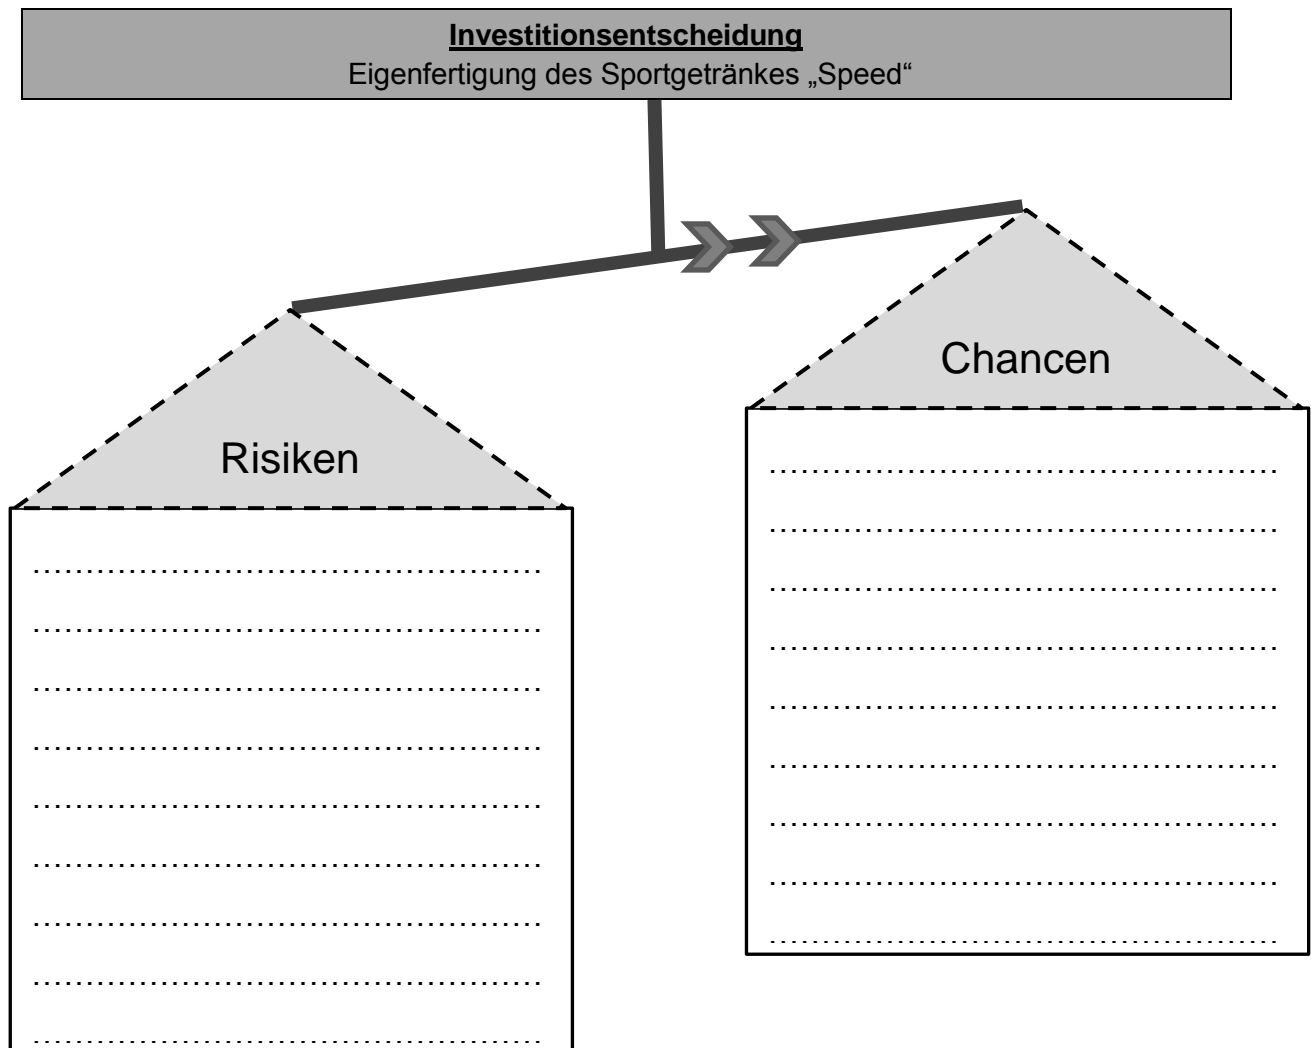 Investitionsentscheidung
Eigenfertigung des Sportgetränkes „Speed“
Chancen
Risiken